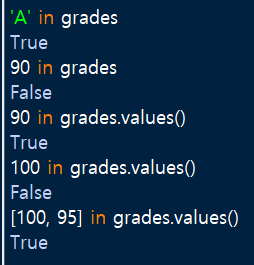 'A' in grades
True
90 in grades
False
90 in grades.values()
True
100 in grades.values()
False
[100, 95] in grades.values()
True